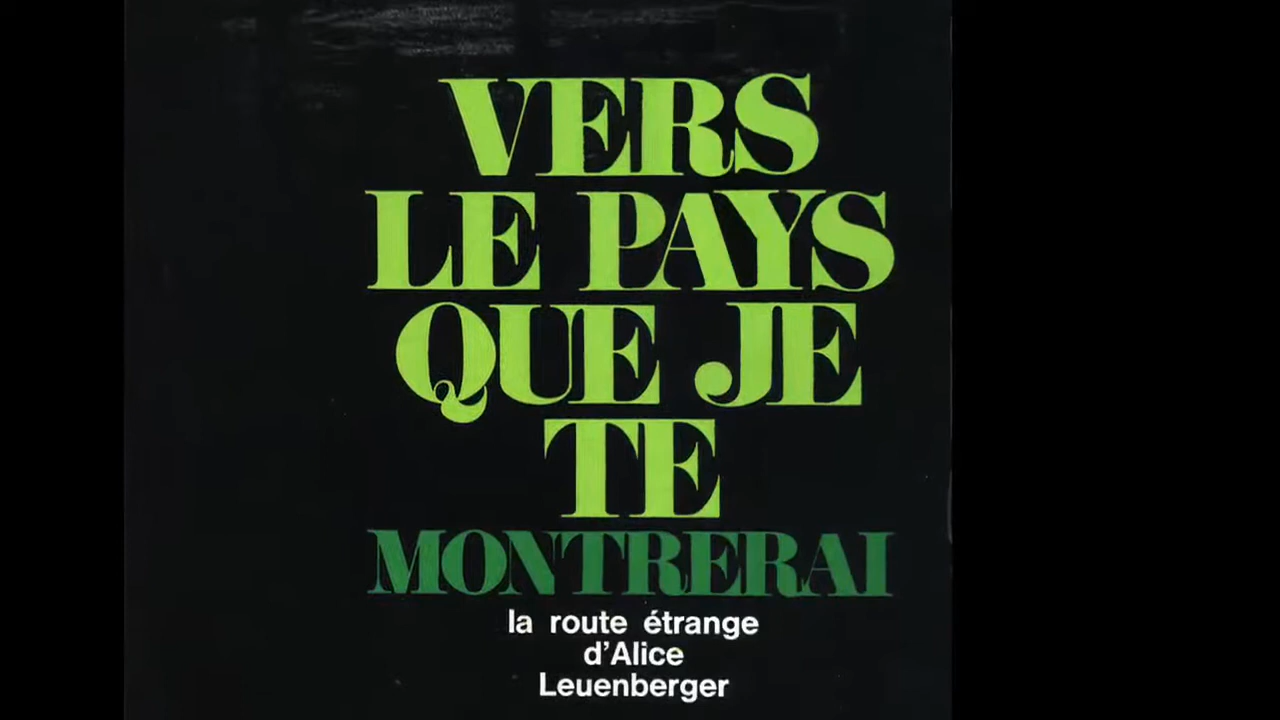 VERS
LE PAYS
QUE JE
TE
MONTRERAI
la route étrange
d'Alice
Leuenberger